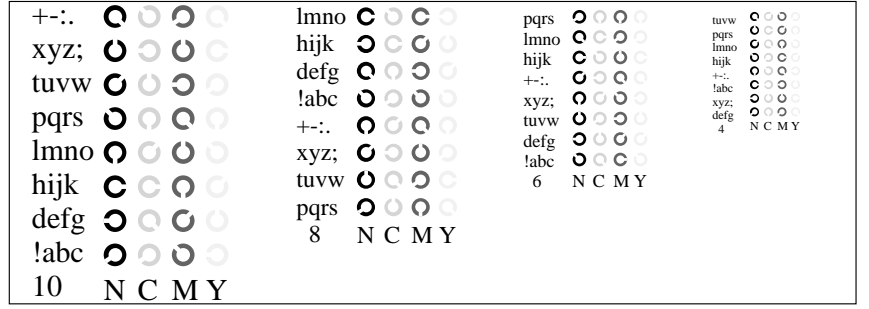 +-:.
xyz;
tuvw
pqrs
lmno
hijk
defg
!abc
10 N C M Y
lmno
hijk
defg
!abc
+-:.
xyz;
tuvw
pqrs
8 N C M Y
pqrs
lmno
hijk
+-:.
xyz;
tuvw
defg
!abc
6 N C M Y
tuvw
pqrs
lmno
hijk
+-:.
!abc
xyz;
defg
4 N C M Y